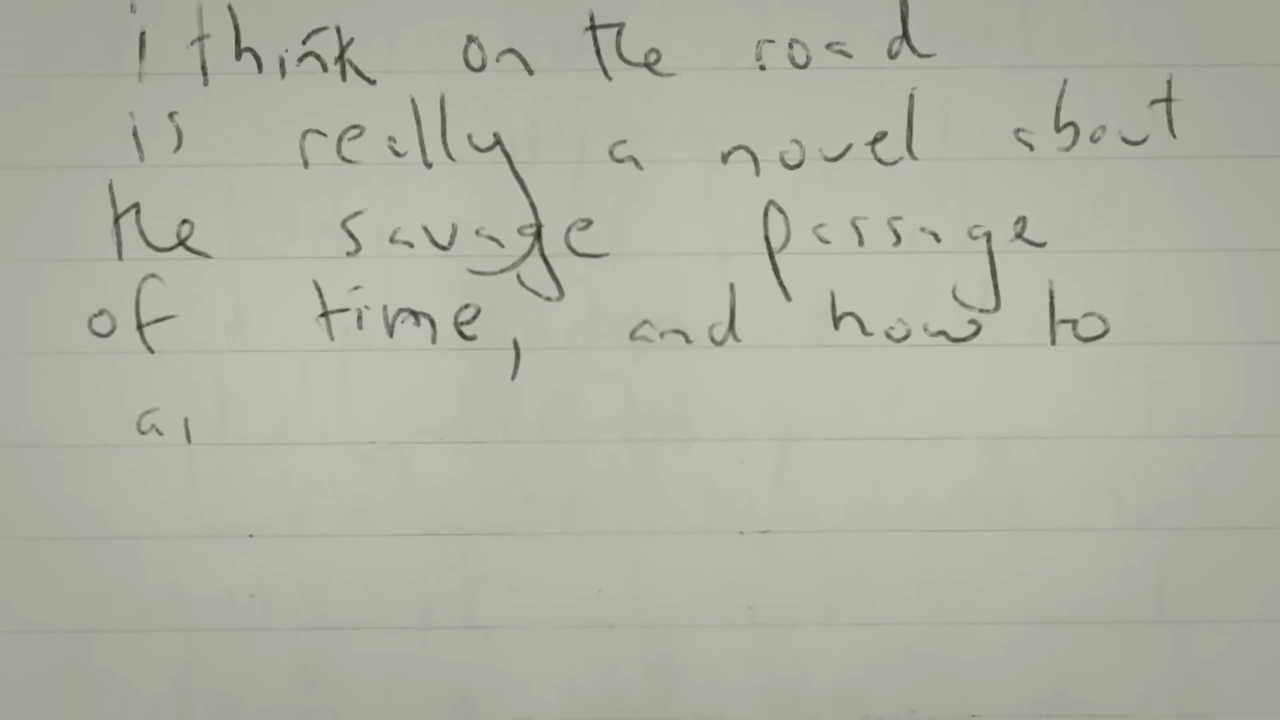 i think on the road
is really a novel about
the savage passage
of time, and how to